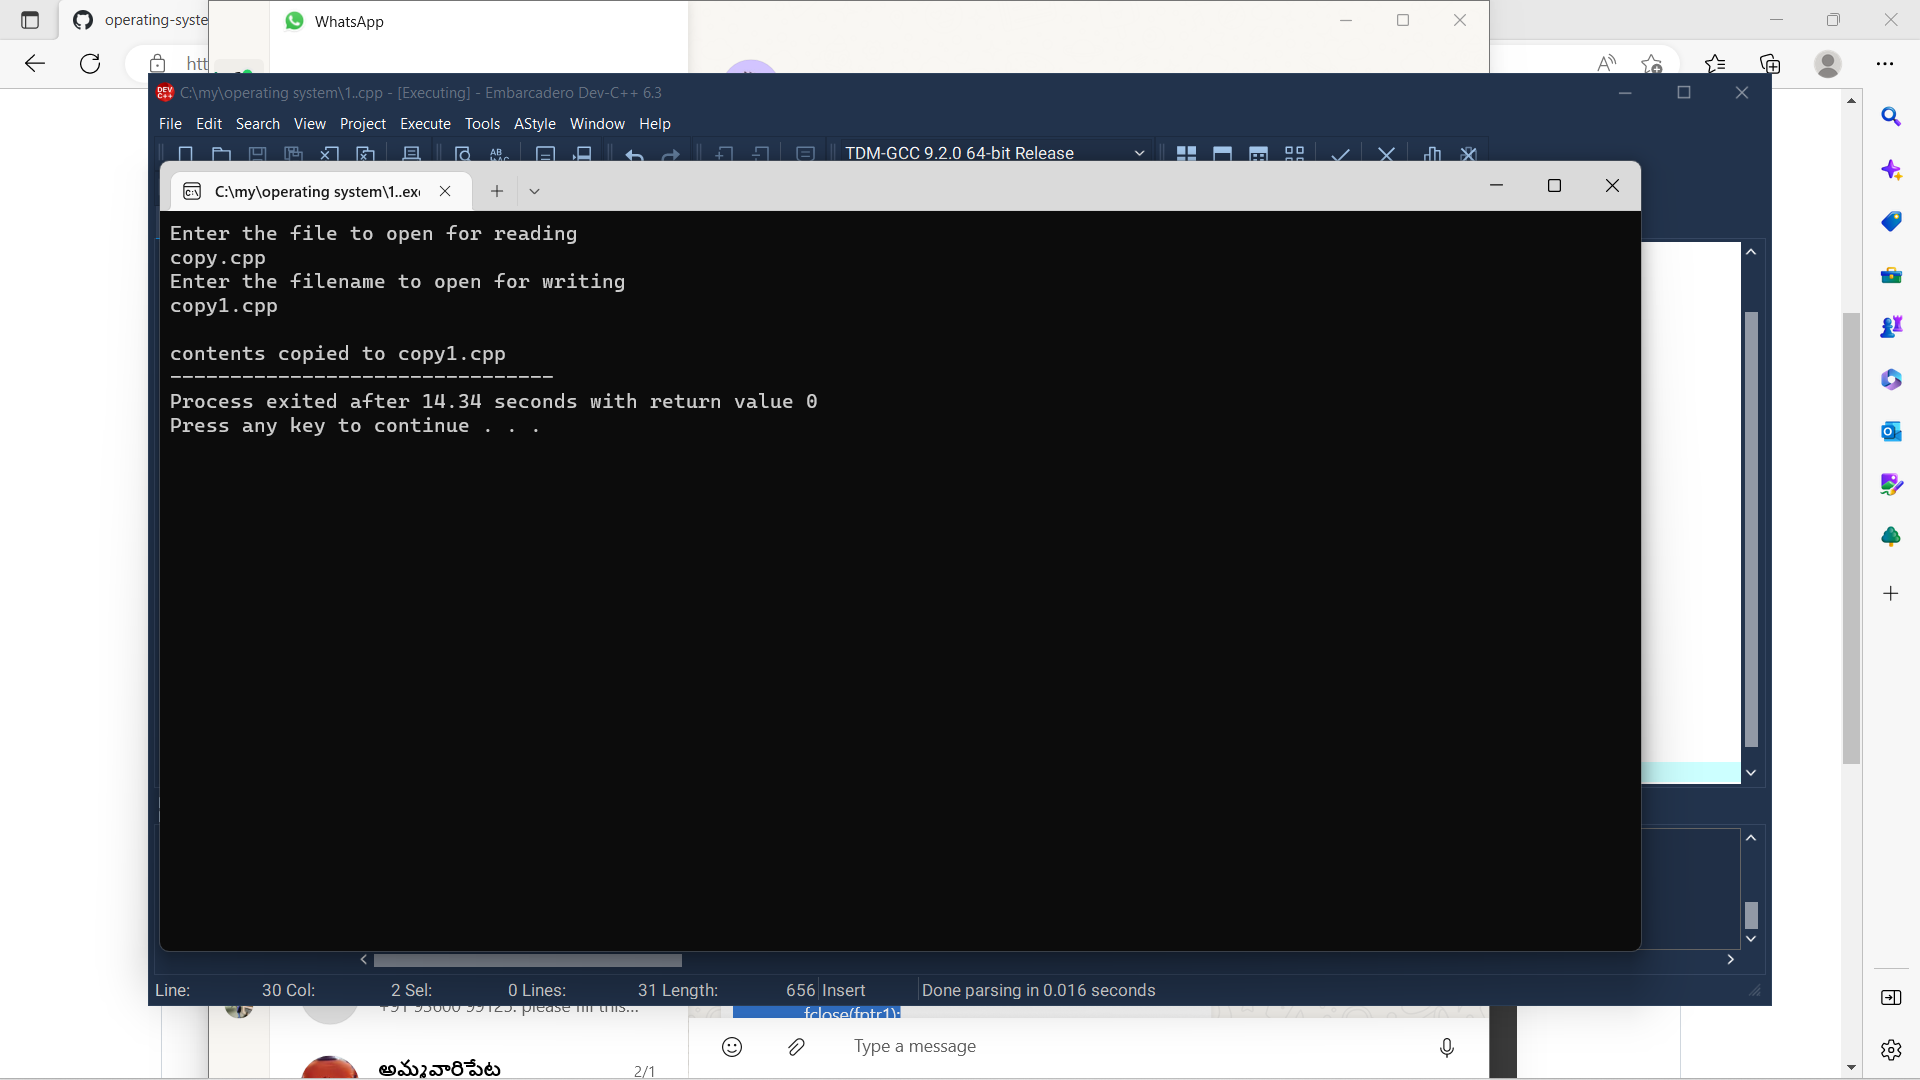 operating-syste
WhatsApp
htt
C:\my\operating system\1..cpp - [Executing] - Embarcadero Dev-C++ 6.3
File Edit Search View Project Execute Tools AStyle Window Help
TDM-GCC 9.2.0 64-bit Release
C:\my\operating system\1..exe
Enter the file to open for reading
copy.cpp
Enter the filename to open for writing
copy1.cpp
contents copied to copy1.cpp
--------------------------------
Process exited after 14.34 seconds with return value 0
Press any key to continue . . .
Line: 30 Col: 2 Sel: 0 Lines: 31 Length: 656 Insert Done parsing in 0.016 seconds
please fill this...
fclose(fptr1);
Type a message
అమ్మవారిపేట
2/1